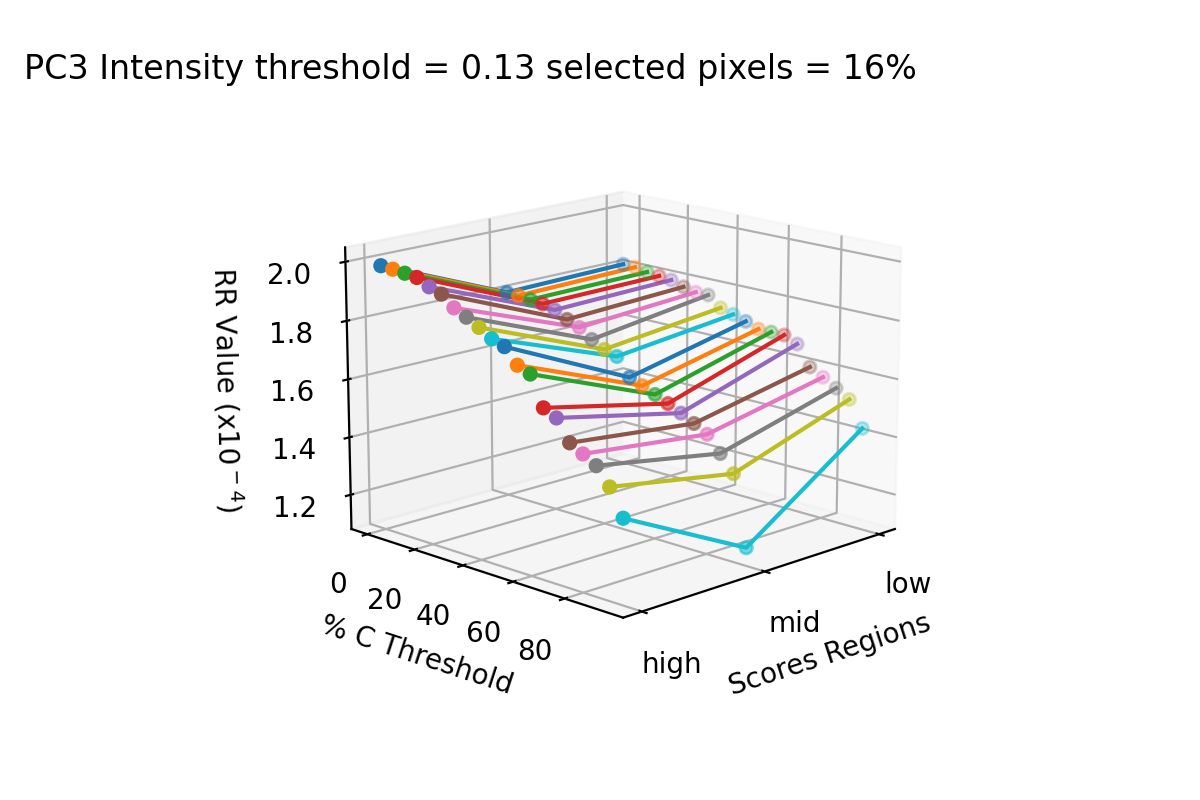 PC3 Intensity threshold = 0.13 selected pixels = 16%
RR Value (x10⁻⁴)
2.0
1.8
1.6
1.4
1.2
0
20
40
60
80
% C Threshold
high
mid
low
Scores Regions